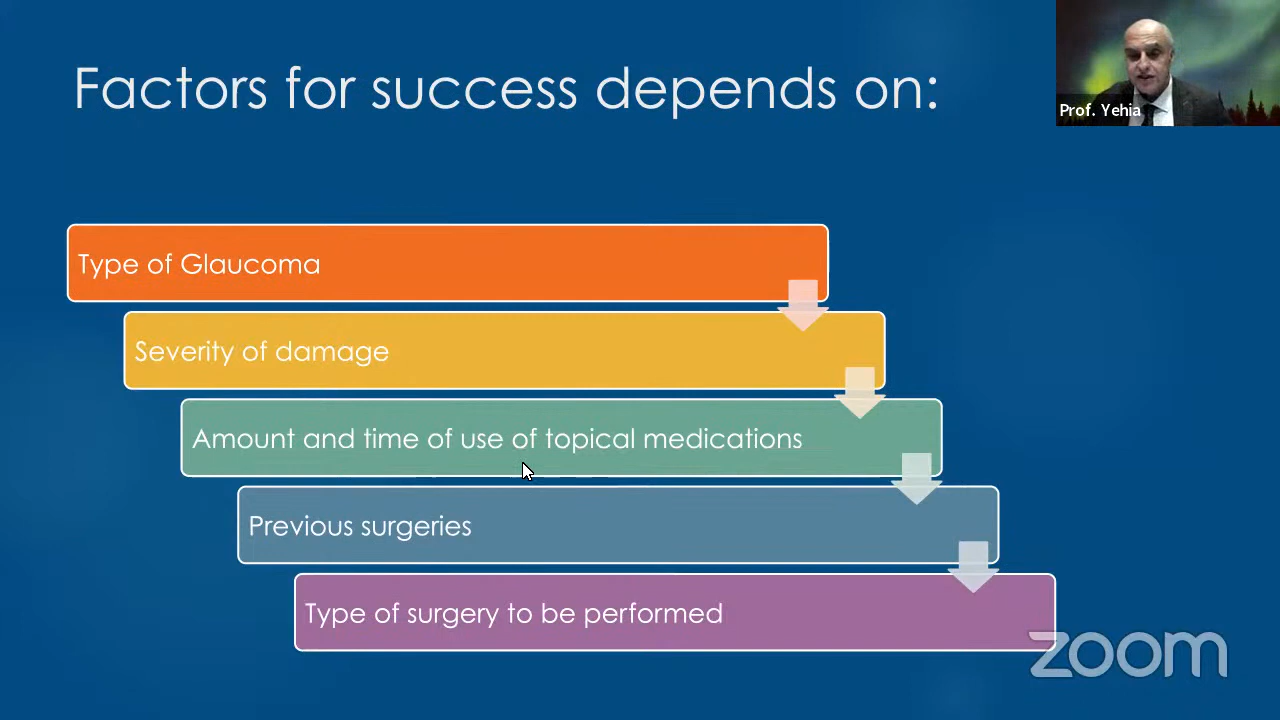 Factors for success depends on:
Prof. Yehia
Type of Glaucoma
Severity of damage
Amount and time of use of topical medications
Previous surgeries
Type of surgery to be performed
zoom